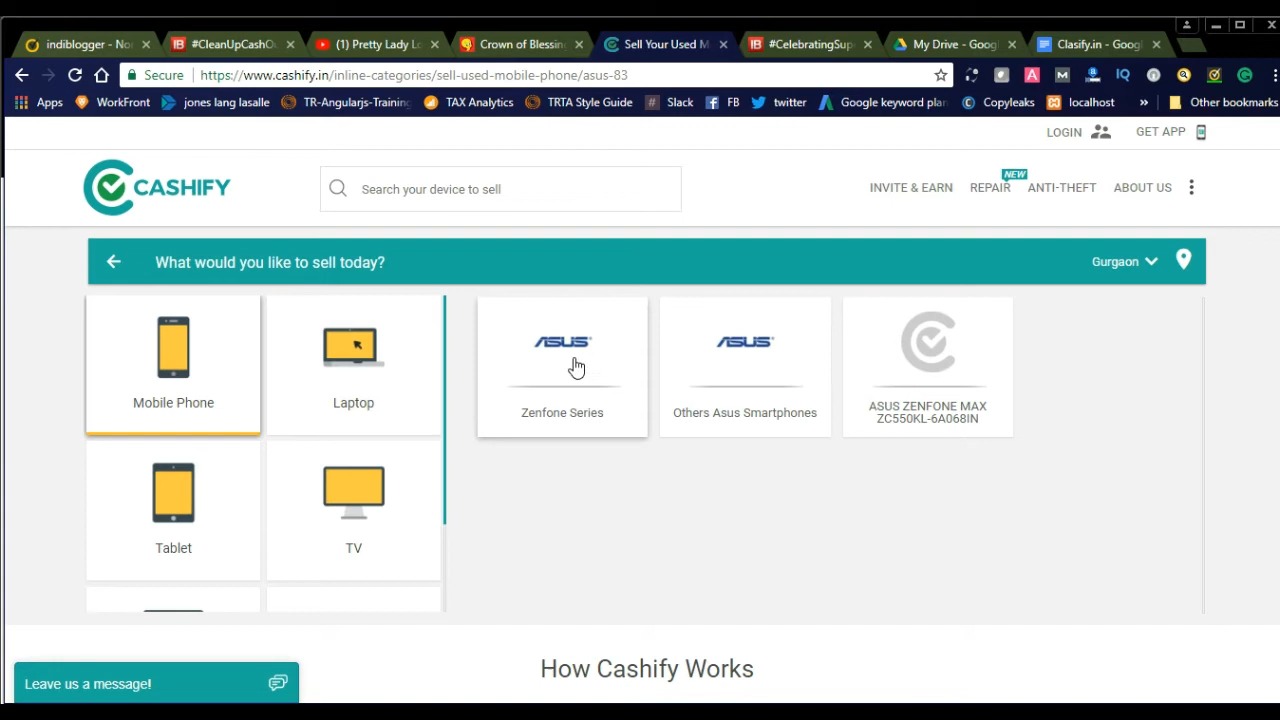 indiblogger - No
#CleanUpCashO
(1) Pretty Lady L
Crown of Blessin
Sell Your Used M
#CelebratingSup
My Drive - Googl
Clasify.in - Goog
Secure https://www.cashify.in/inline-categories/sell-used-mobile-phone/asus-83
Apps WorkFront jones lang lasalle TR-Angularjs-Training TAX Analytics TRTA Style Guide Slack FB twitter Google keyword plan Copyleaks localhost » Other bookmarks
LOGIN GET APP
CASHIFY
Search your device to sell
NEW
INVITE & EARN REPAIR ANTI-THEFT ABOUT US
What would you like to sell today?
Gurgaon
Mobile Phone
Laptop
Tablet
TV
ASUS
Zenfone Series
ASUS
Others Asus Smartphones
ASUS ZENFONE MAX
ZC550KL-6A068IN
How Cashify Works
Leave us a message!